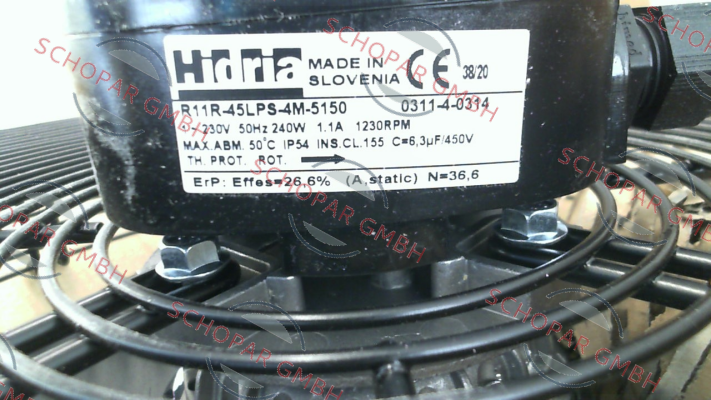 Hidria MADE IN SLOVENIA CE 38/20
R11R-45LPS-4M-5150 0311-4-0314
~ 230V 50Hz 240W 1.1A 1230RPM
MAX.ABM. 50°C IP54 INS.CL.155 C=6,3µF/450V
TH. PROT. ROT.
ErP: Effes=26.6% (A,static) N=36,6
SCHOPAR GMBH